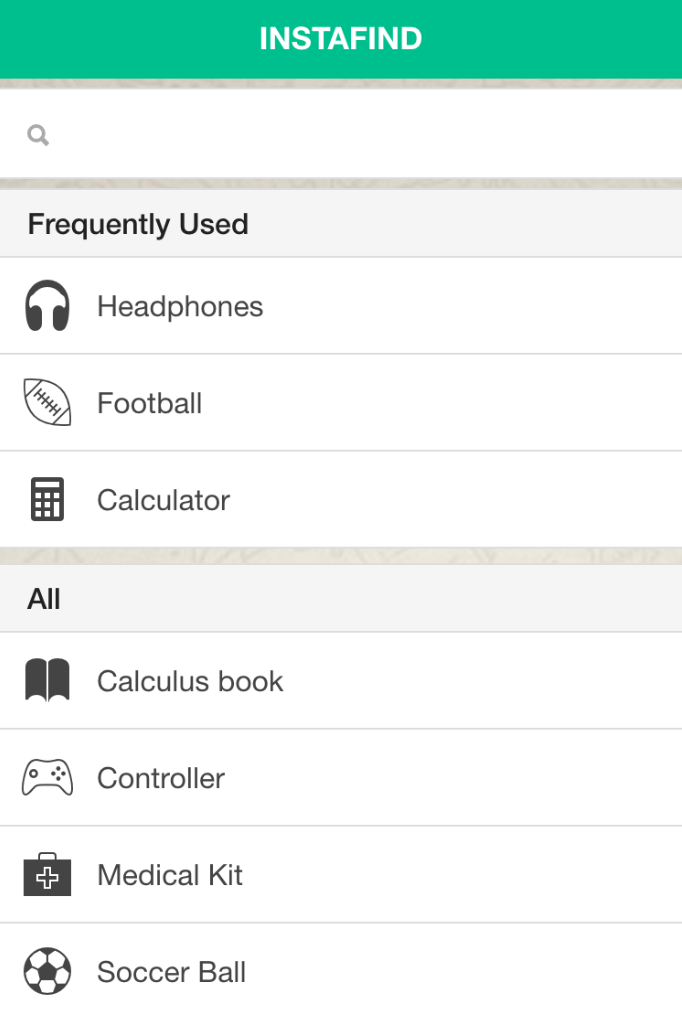 INSTAFIND
Frequently Used
Headphones
Football
Calculator
All
Calculus book
Controller
Medical Kit
Soccer Ball